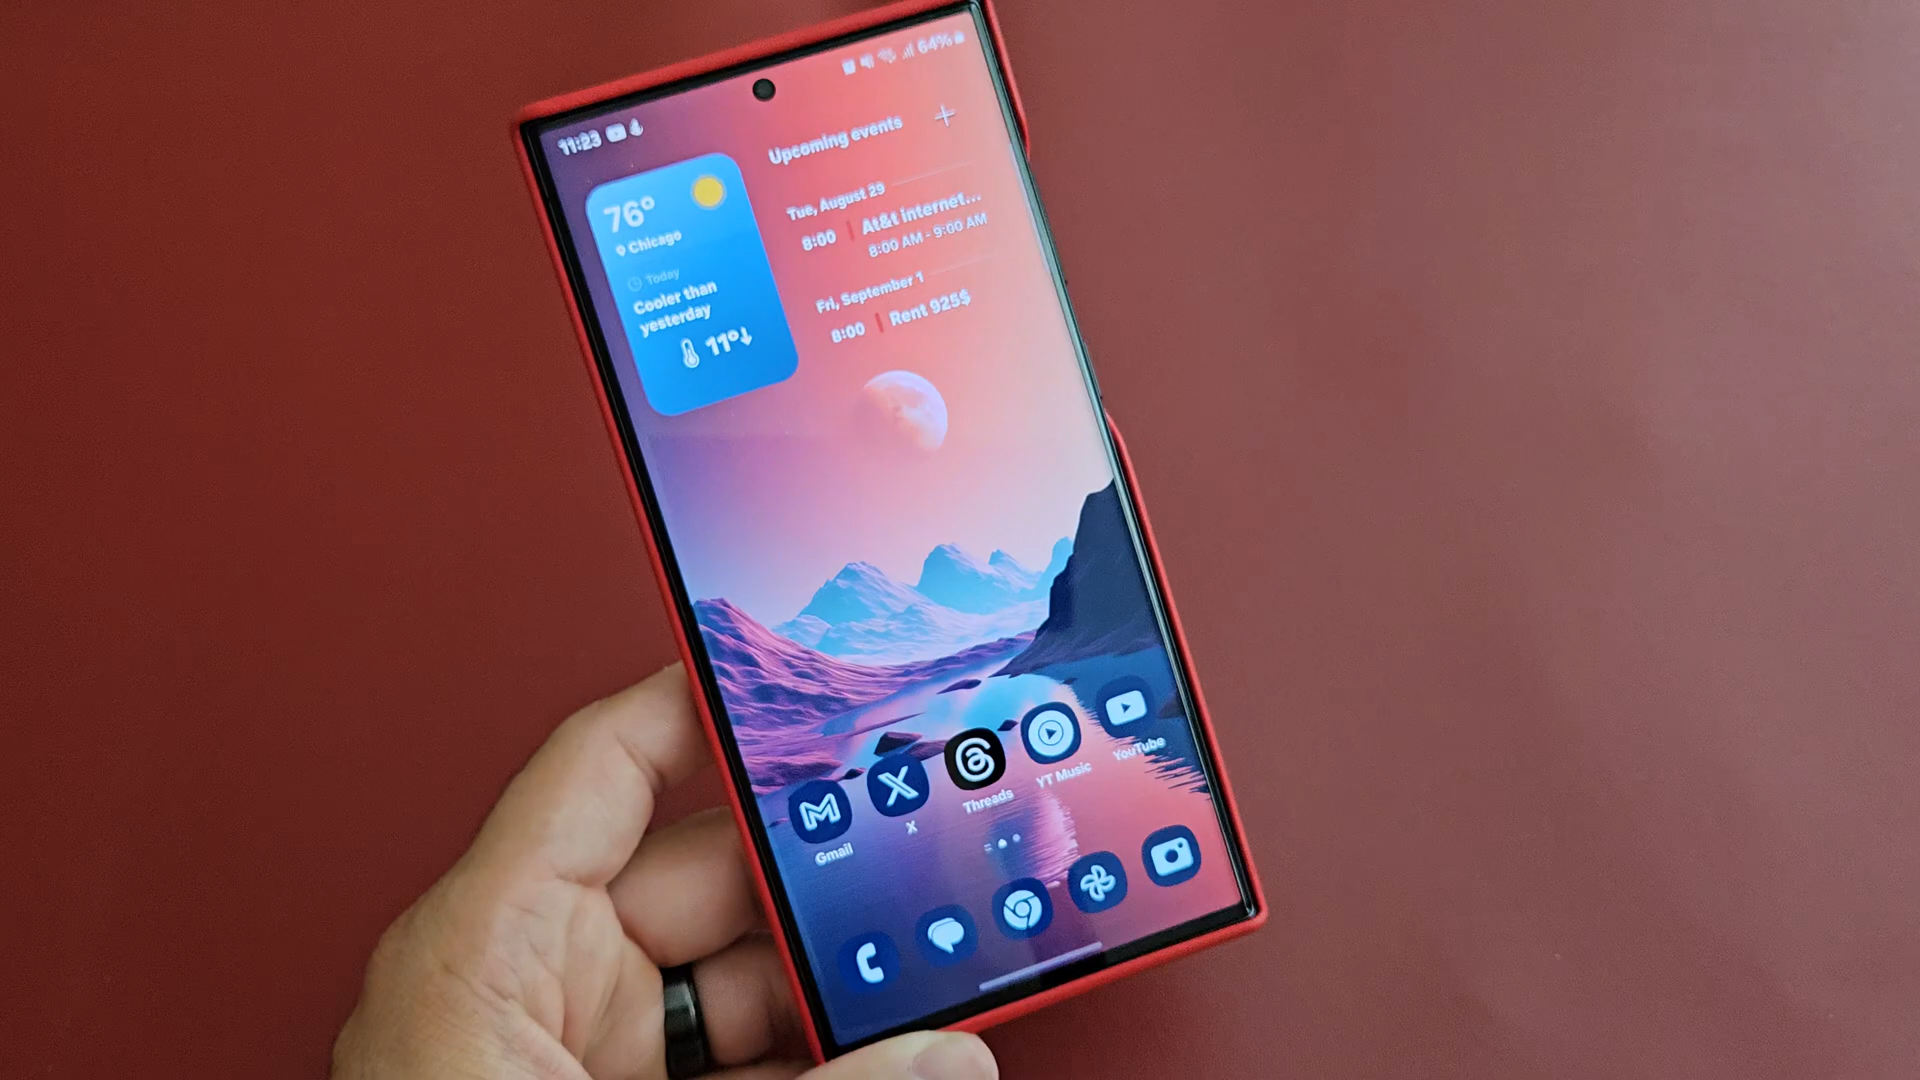 11:23
64%
76°
Chicago
Today
Cooler than
yesterday
11°↓
Upcoming events +
Tue, August 29
8:00 At&t internet...
8:00 AM - 9:00 AM
Fri, September 1
8:00 Rent 925$
Gmail
X
Threads
YT Music
YouTube